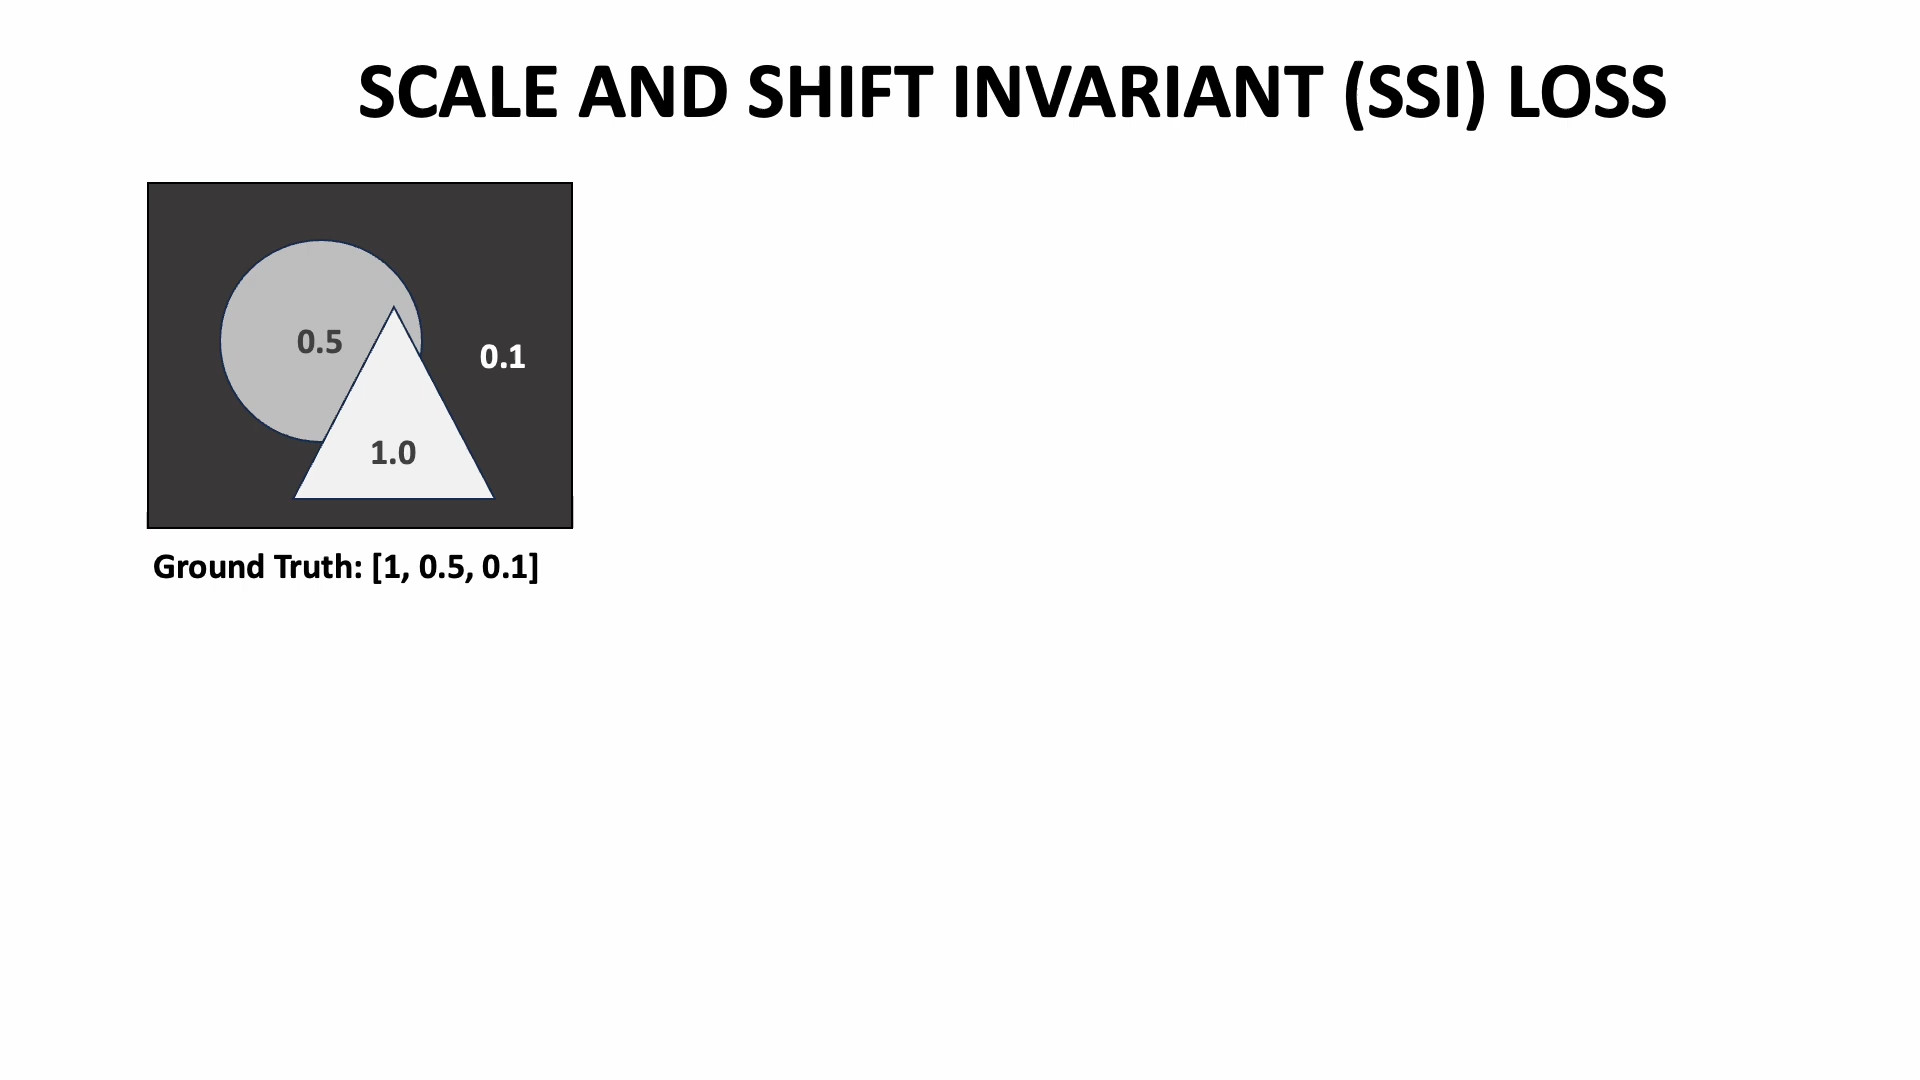 SCALE AND SHIFT INVARIANT (SSI) LOSS
0.5
0.1
1.0
Ground Truth: [1, 0.5, 0.1]